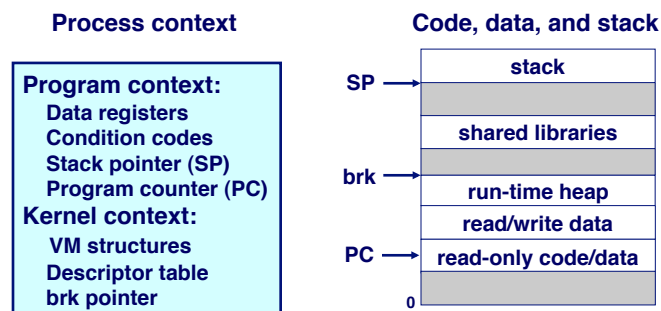 Process context
Program context:
Data registers
Condition codes
Stack pointer (SP)
Program counter (PC)
Kernel context:
VM structures
Descriptor table
brk pointer
Code, data, and stack
stack
SP
shared libraries
brk
run-time heap
read/write data
PC
read-only code/data
0